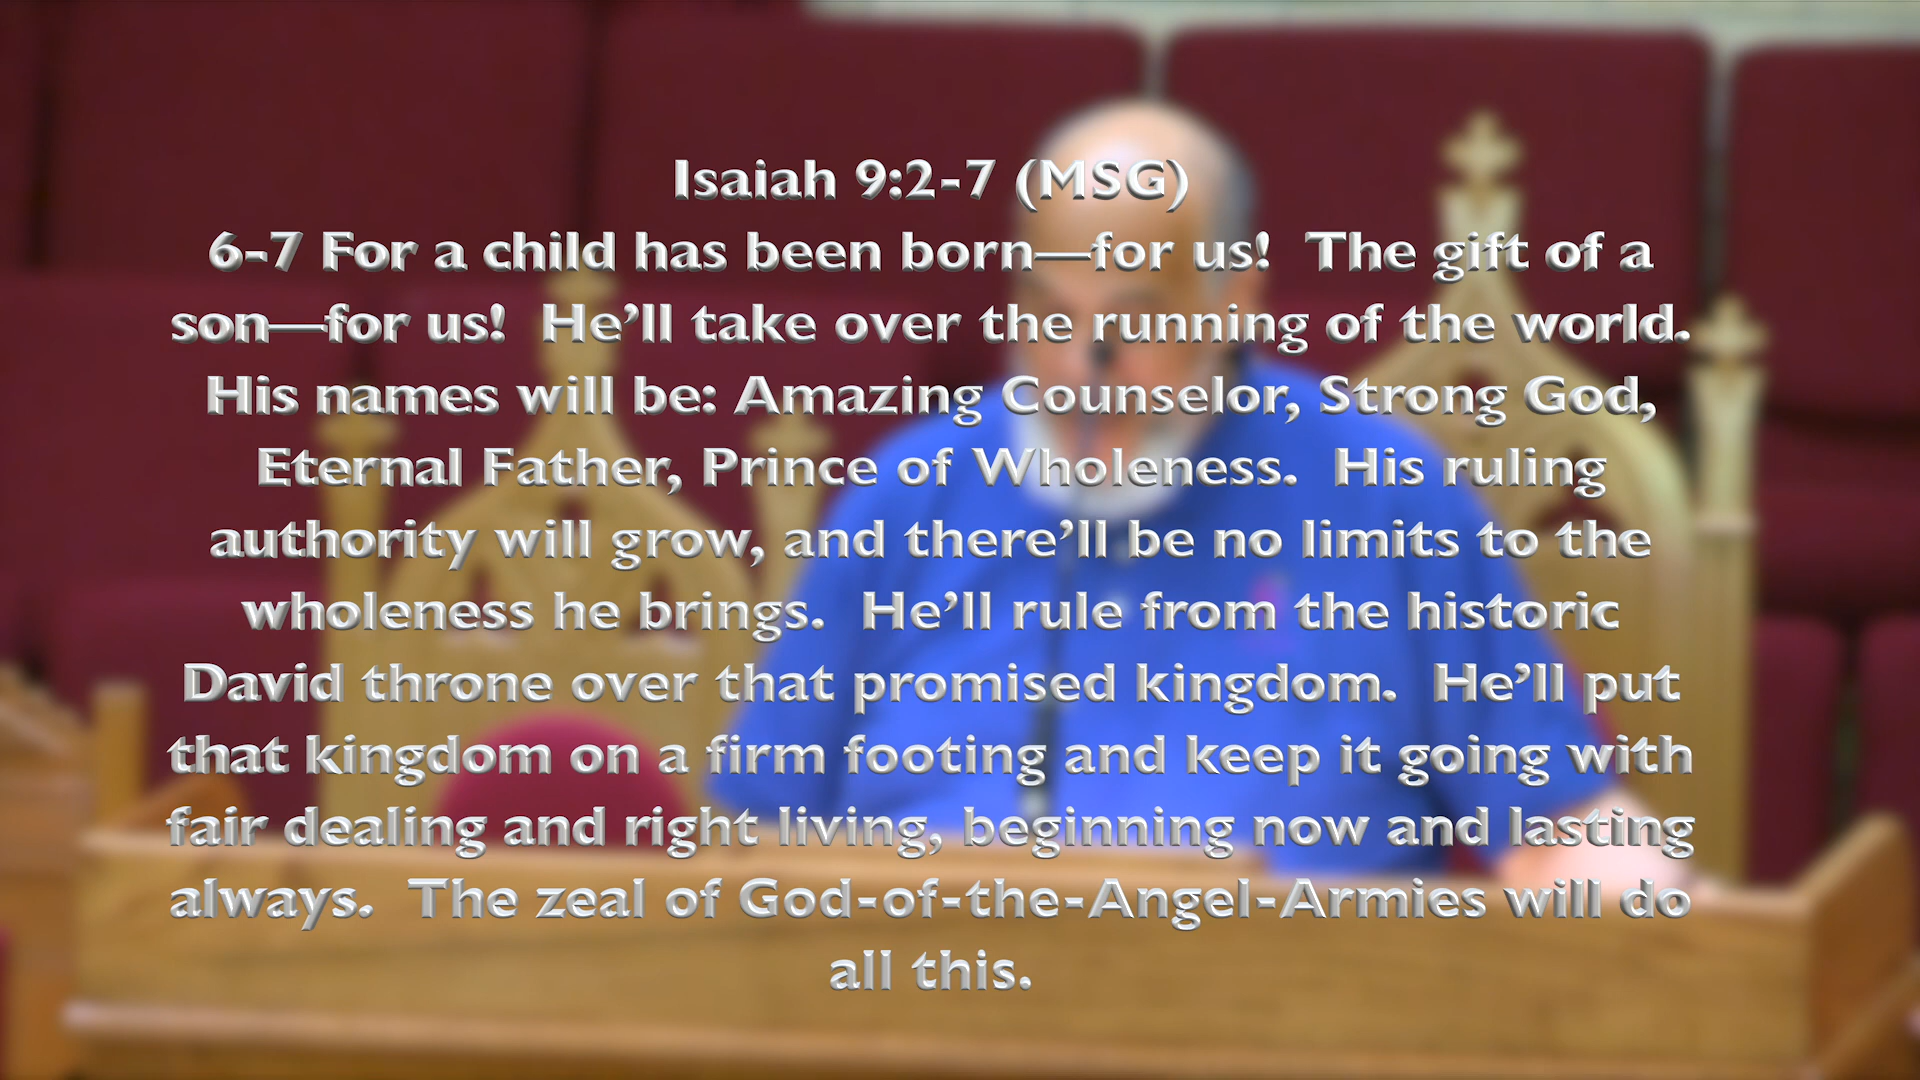 Isaiah 9:2-7 (MSG)
6-7 For a child has been born—for us!  The gift of a
son—for us!  He’ll take over the running of the world.
His names will be: Amazing Counselor, Strong God,
Eternal Father, Prince of Wholeness.  His ruling
authority will grow, and there’ll be no limits to the
wholeness he brings.  He’ll rule from the historic
David throne over that promised kingdom.  He’ll put
that kingdom on a firm footing and keep it going with
fair dealing and right living, beginning now and lasting
always.  The zeal of God-of-the-Angel-Armies will do
all this.